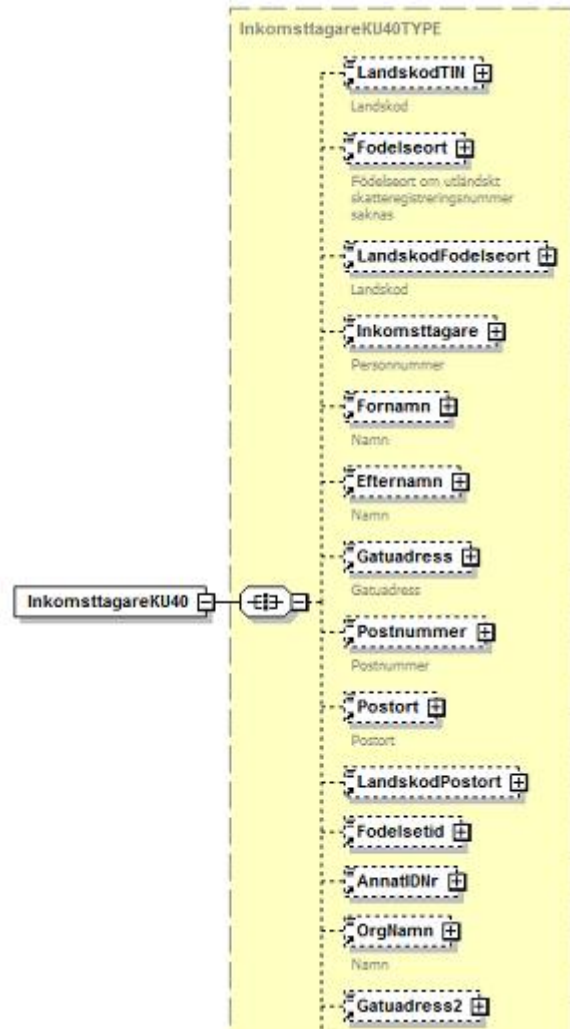 InkomsttagareKU40TYPE
LandskodTIN
Landskod
Fodelseort
Födelseort om utländskt
skatteregistreringsnummer
saknas
LandskodFodelseort
Landskod
Inkomsttagare
Personnummer
Fornamn
Namn
Efternamn
Namn
Gatuadress
Gatuadress
InkomsttagareKU40
Postnummer
Postnummer
Postort
Postort
LandskodPostort
Fodelsetid
AnnatIDNr
OrgNamn
Namn
Gatuadress2